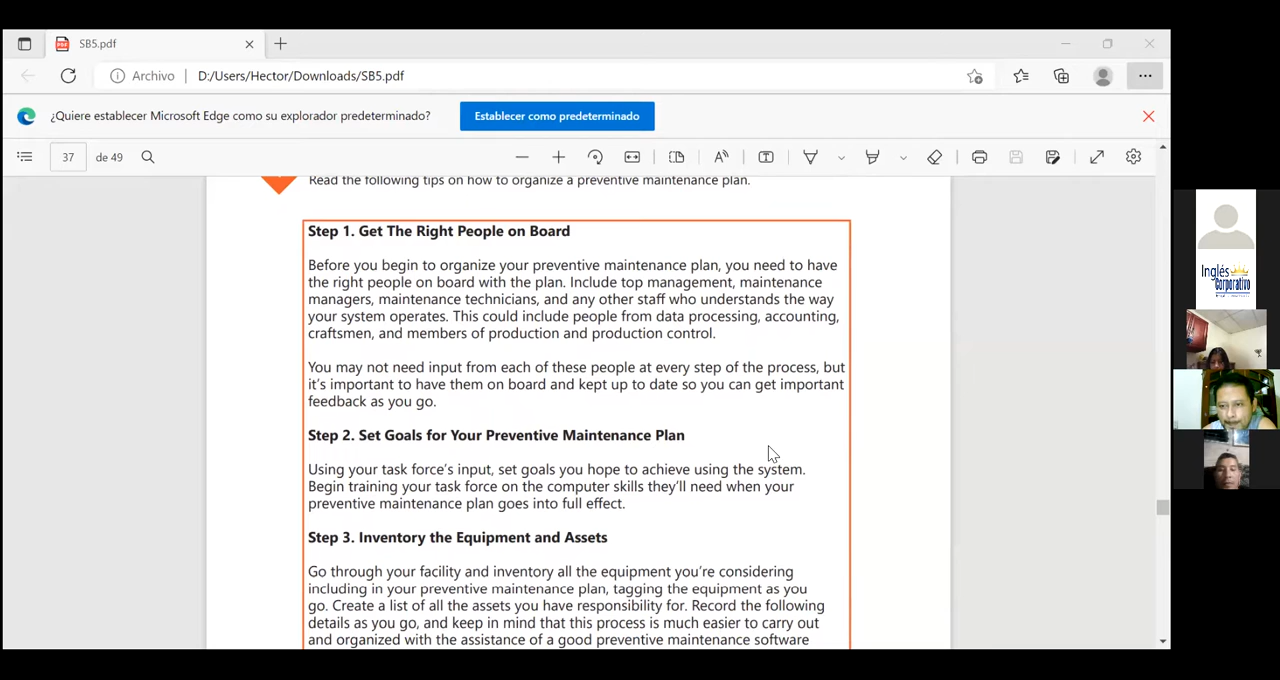 SB5.pdf
Archivo
D:/Users/Hector/Downloads/SB5.pdf
¿Quiere establecer Microsoft Edge como su explorador predeterminado?
Establecer como predeterminado
37
de 49
Read the following tips on how to organize a preventive maintenance plan.
Step 1. Get The Right People on Board
Before you begin to organize your preventive maintenance plan, you need to have
the right people on board with the plan. Include top management, maintenance
managers, maintenance technicians, and any other staff who understands the way
your system operates. This could include people from data processing, accounting,
craftsmen, and members of production and production control.
You may not need input from each of these people at every step of the process, but
it's important to have them on board and kept up to date so you can get important
feedback as you go.
Step 2. Set Goals for Your Preventive Maintenance Plan
Using your task force's input, set goals you hope to achieve using the system.
Begin training your task force on the computer skills they'll need when your
preventive maintenance plan goes into full effect.
Step 3. Inventory the Equipment and Assets
Go through your facility and inventory all the equipment you're considering
including in your preventive maintenance plan, tagging the equipment as you
go. Create a list of all the assets you have responsibility for. Record the following
details as you go, and keep in mind that this process is much easier to carry out
and organized with the assistance of a good preventive maintenance software
Inglés
Corporativo